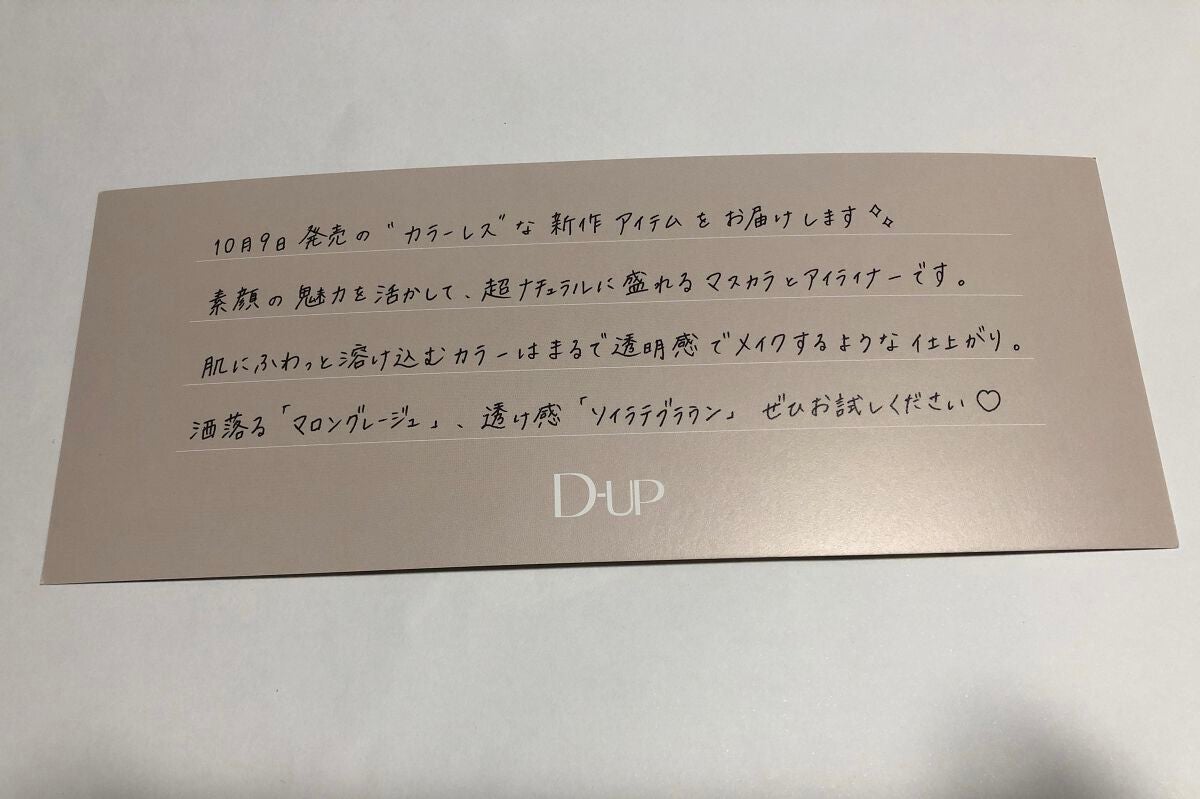 10月9日発売の"カラーレス"な新作アイテムをお届けします✧✧
素顔の魅力を活かして、超ナチュラルに盛れるマスカラとアイライナーです。
肌にふわっと溶け込むカラーはまるで透明感でメイクするような仕上がり。
洒落る「マロングレージュ」、透け感「ソイラテブラウン」ぜひお試しください♡
D-UP